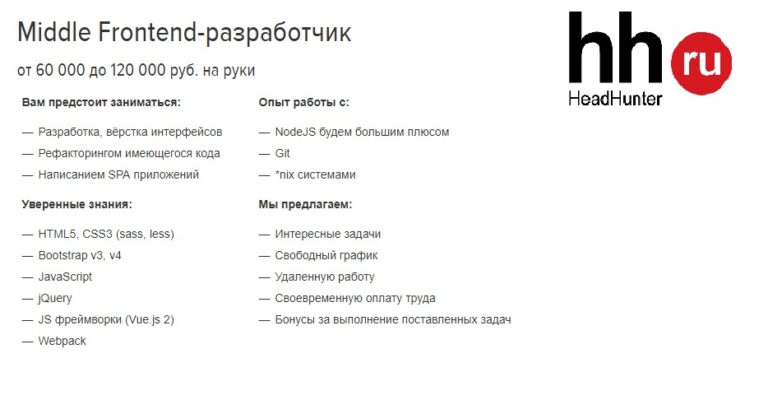 Middle Frontend-разработчик
от 60 000 до 120 000 руб. на руки
hh ru
HeadHunter
Вам предстоит заниматься:
— Разработка, вёрстка интерфейсов
— Рефакторингом имеющегося кода
— Написанием SPA приложений
Опыт работы с:
— NodeJS будем большим плюсом
— Git
— *nix системами
Уверенные знания:
— HTML5, CSS3 (sass, less)
— Bootstrap v3, v4
— JavaScript
— jQuery
— JS фреймворки (Vue.js 2)
— Webpack
Мы предлагаем:
— Интересные задачи
— Свободный график
— Удаленную работу
— Своевременную оплату труда
— Бонусы за выполнение поставленных задач